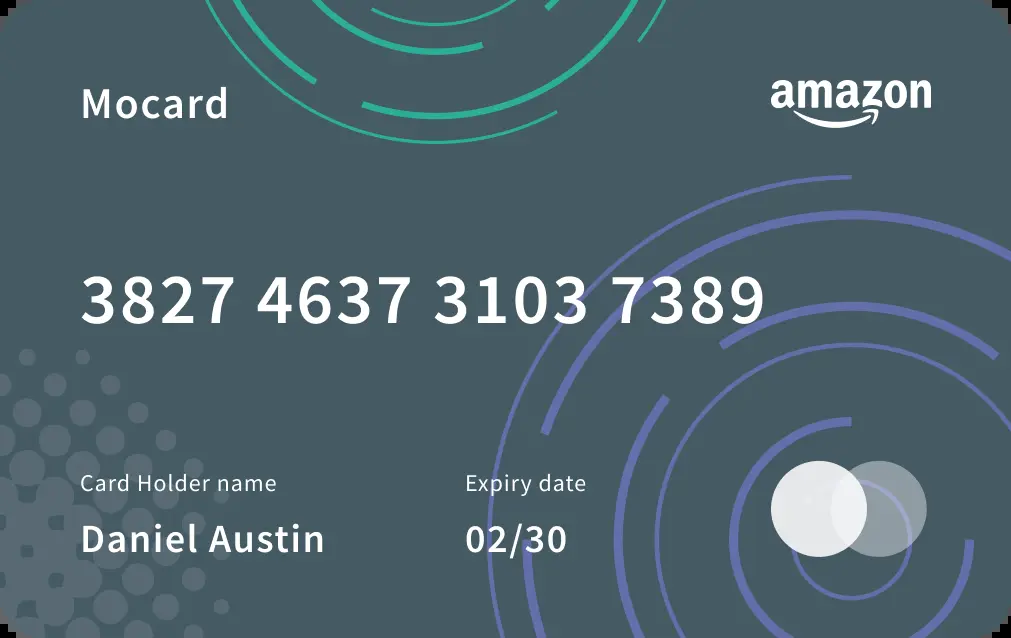 Mocard
amazon
3827 4637 3103 7389
Card Holder name
Expiry date
Daniel Austin
02/30